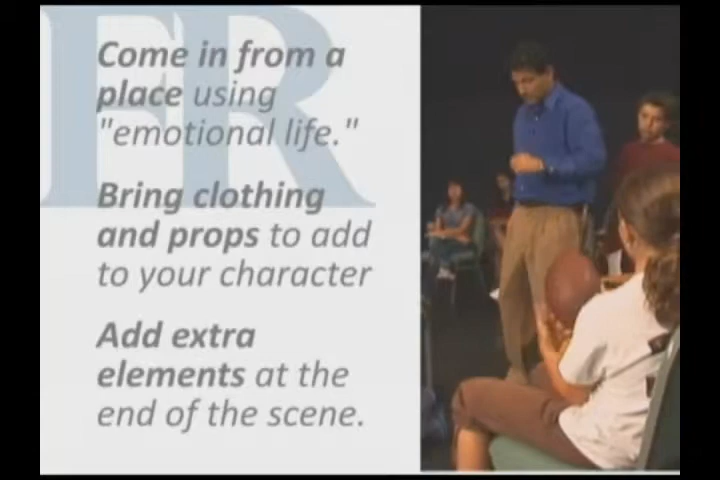 FR
Come in from a
place using
"emotional life."
Bring clothing
and props to add
to your character
Add extra
elements at the
end of the scene.